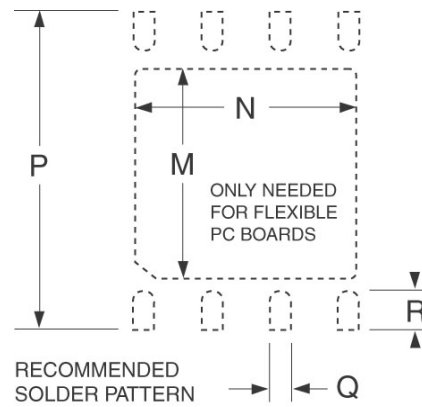 N
P
M
ONLY NEEDED
FOR FLEXIBLE
PC BOARDS
R
RECOMMENDED
SOLDER PATTERN
Q